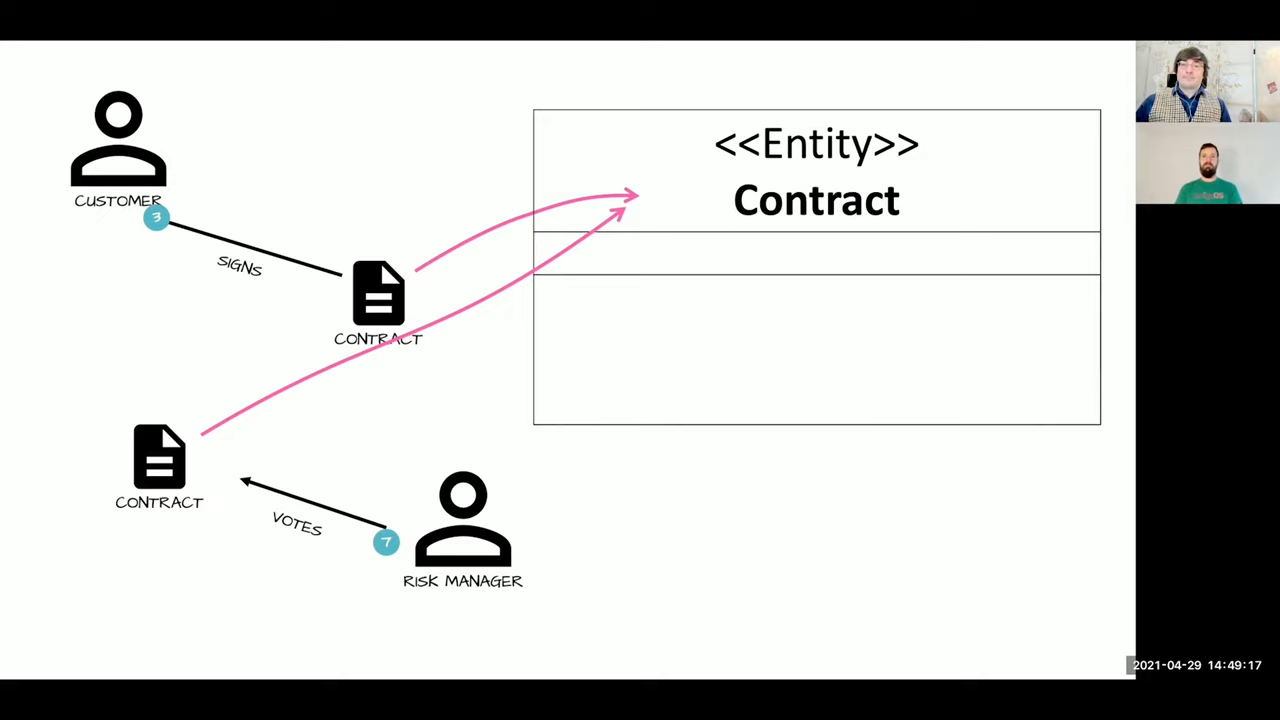 CUSTOMER
3
SIGNS
CONTRACT
CONTRACT
VOTES
7
RISK MANAGER
<<Entity>>
Contract
2021-04-29 14:49:17